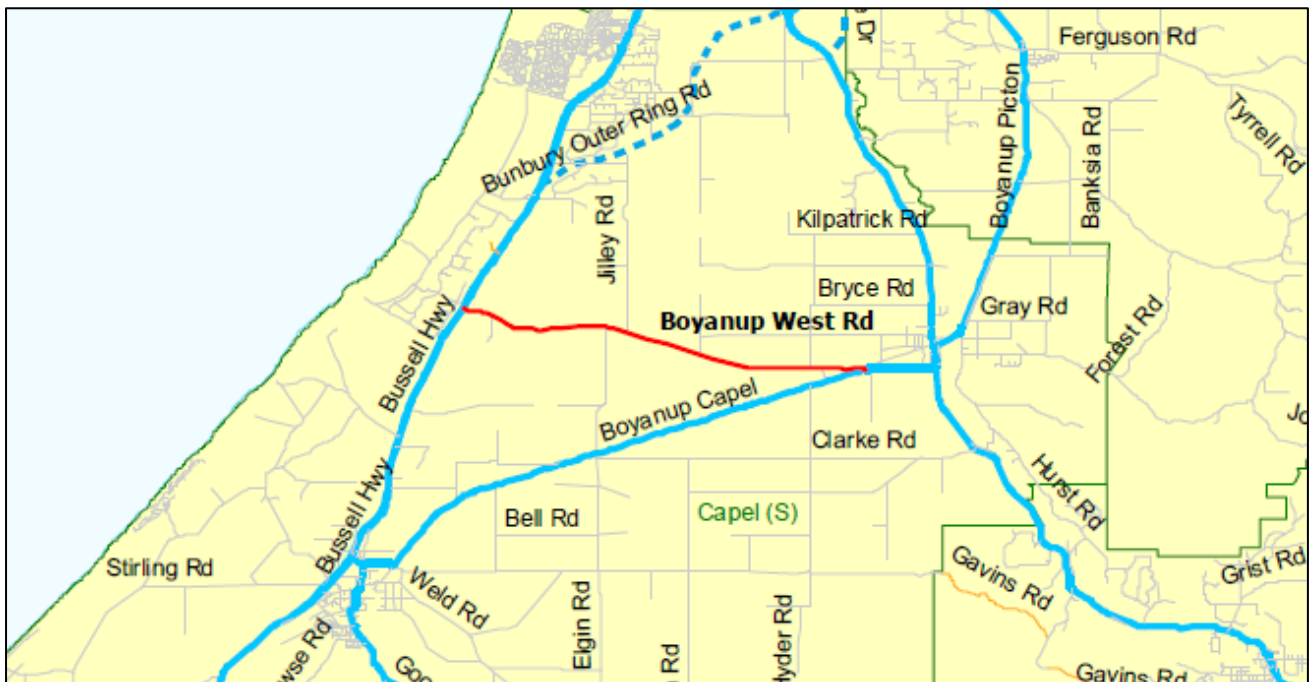 Ferguson Rd
Bunbury Outer Ring Rd
Boyanup Picton
Banksia Rd
Tyrrell Rd
Jilley Rd
Kilpatrick Rd
Bryce Rd
Gray Rd
Bussell Hwy
Boyanup West Rd
Forest Rd
Boyanup Capel
Clarke Rd
Bussell Hwy
Bell Rd
Capel (S)
Hurst Rd
Stirling Rd
Weld Rd
Gavins Rd
Grist Rd
Elgin Rd
Rd
Gavins Rd